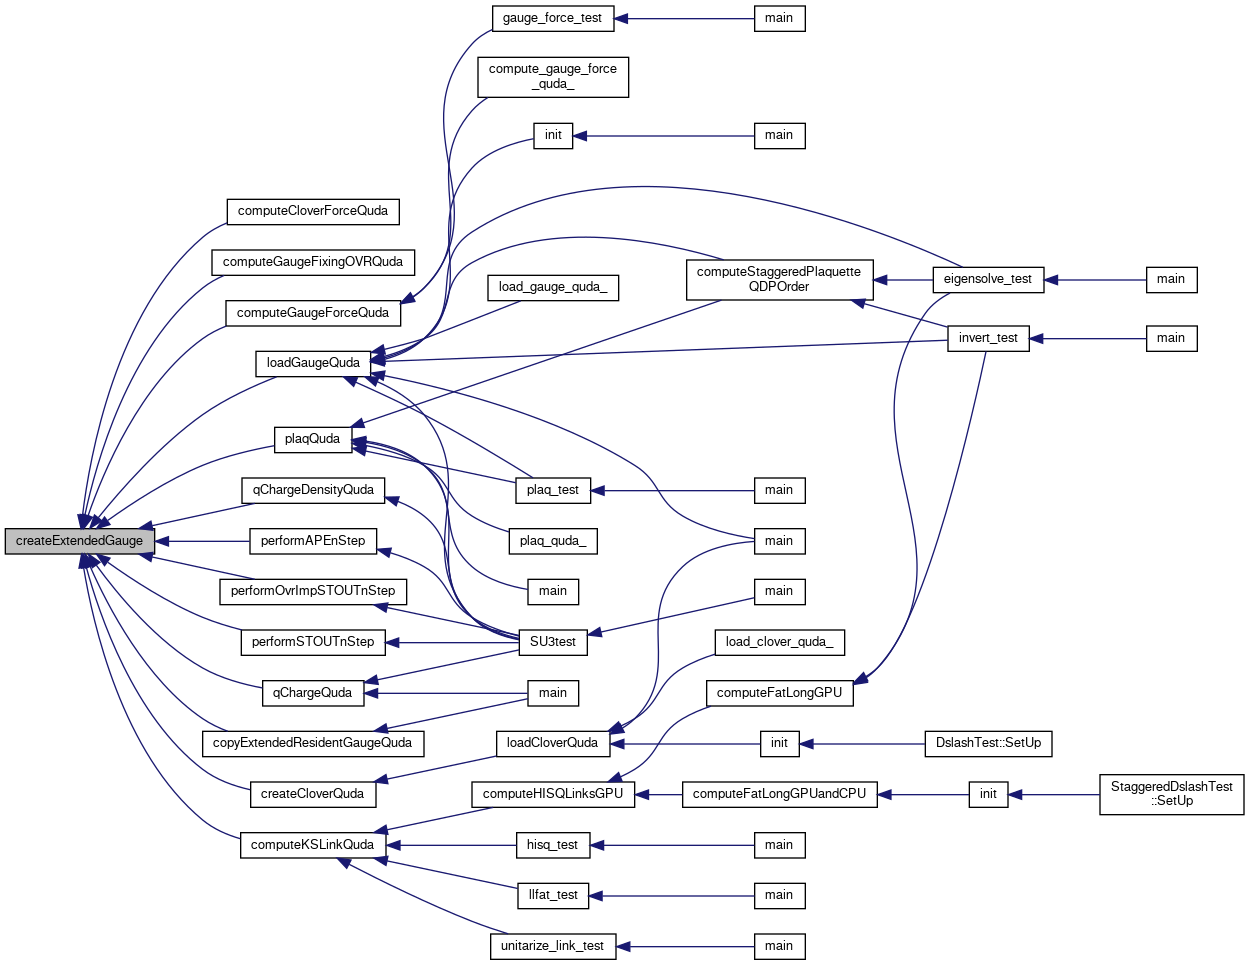 gauge_force_test
main
compute_gauge_force
_quda_
init
main
computeCloverForceQuda
computeGaugeFixingOVRQuda
computeGaugeForceQuda
loadGaugeQuda
load_gauge_quda_
computeStaggeredPlaquette
QDPOrder
eigensolve_test
main
invert_test
main
plaqQuda
qChargeDensityQuda
plaq_test
main
createExtendedGauge
performAPEnStep
plaq_quda_
main
performOvrImpSTOUTnStep
main
main
performSTOUTnStep
SU3test
load_clover_quda_
qChargeQuda
main
computeFatLongGPU
copyExtendedResidentGaugeQuda
loadCloverQuda
init
DslashTest::SetUp
createCloverQuda
computeHISQLinksGPU
computeFatLongGPUandCPU
init
StaggeredDslashTest
::SetUp
computeKSLinkQuda
hisq_test
main
llfat_test
main
unitarize_link_test
main